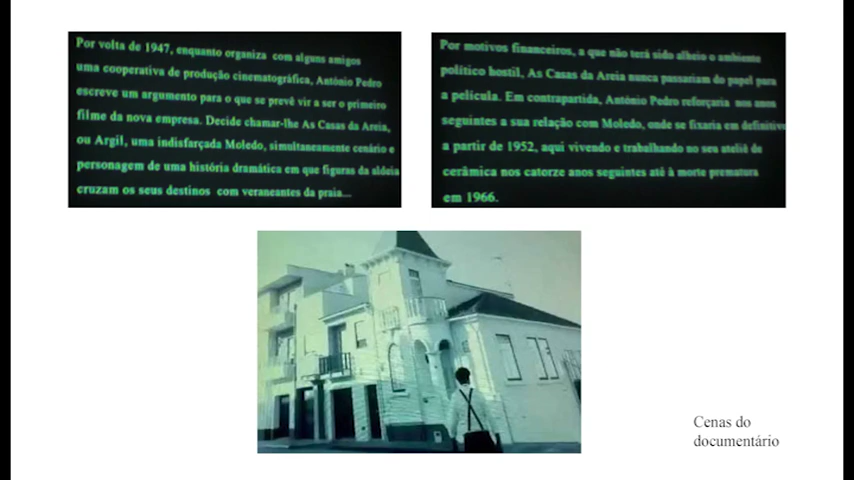 Por volta de 1947, enquanto organiza com alguns amigos
uma cooperativa de produção cinematográfica, António Pedro
escreve um argumento para o que se prevê vir a ser o primeiro
filme da nova empresa. Decide chamar-lhe As Casas da Areia,
ou Argil, uma indisfarçada Moledo, simultaneamente cenário e
personagem de uma história dramática em que figuras da aldeia
cruzam os seus destinos com veraneantes da praia...
Por motivos financeiros, a que não terá sido alheio o ambiente
político hostil, As Casas da Areia nunca passariam do papel para
a película. Em contrapartida, António Pedro reforçaria nos anos
seguintes a sua relação com Moledo, onde se fixaria em definitivo
a partir de 1952, aqui vivendo e trabalhando no seu ateliê de
cerâmica nos catorze anos seguintes até à morte prematura
em 1966.
Cenas do
documentário